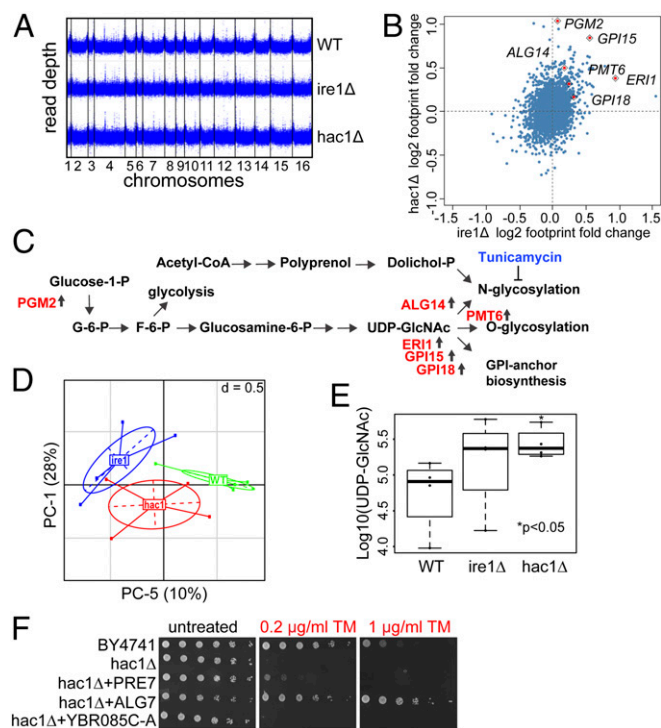 A
read depth
WT
ire1Δ
hac1Δ
1 2 3 4 5 6 7 8 9 10 11 12 13 14 15 16
chromosomes
B
hac1Δ log2 footprint fold change
1.0
0.5
0.0
-0.5
-1.0
PGM2
GPI15
ALG14
PMT6
ERI1
GPI18
-1.5 -1.0 -0.5 0.0 0.5 1.0 1.5
ire1Δ log2 footprint fold change
C
Acetyl-CoA Polyprenol Dolichol-P Tunicamycin
Glucose-1-P glycolysis N-glycosylation
PGM2 ALG14 PMT6
G-6-P F-6-P Glucosamine-6-P UDP-GlcNAc O-glycosylation
ERI1
GPI15
GPI18
GPI-anchor
biosynthesis
D
d = 0.5
PC-1 (28%)
ire1
WT
hac1
PC-5 (10%)
E
Log10(UDP-GlcNAc)
5.5
5.0
4.5
4.0
*
*p<0.05
WT ire1Δ hac1Δ
F
untreated 0.2 µg/ml TM 1 µg/ml TM
BY4741
hac1Δ
hac1Δ+PRE7
hac1Δ+ALG7
hac1Δ+YBR085C-A